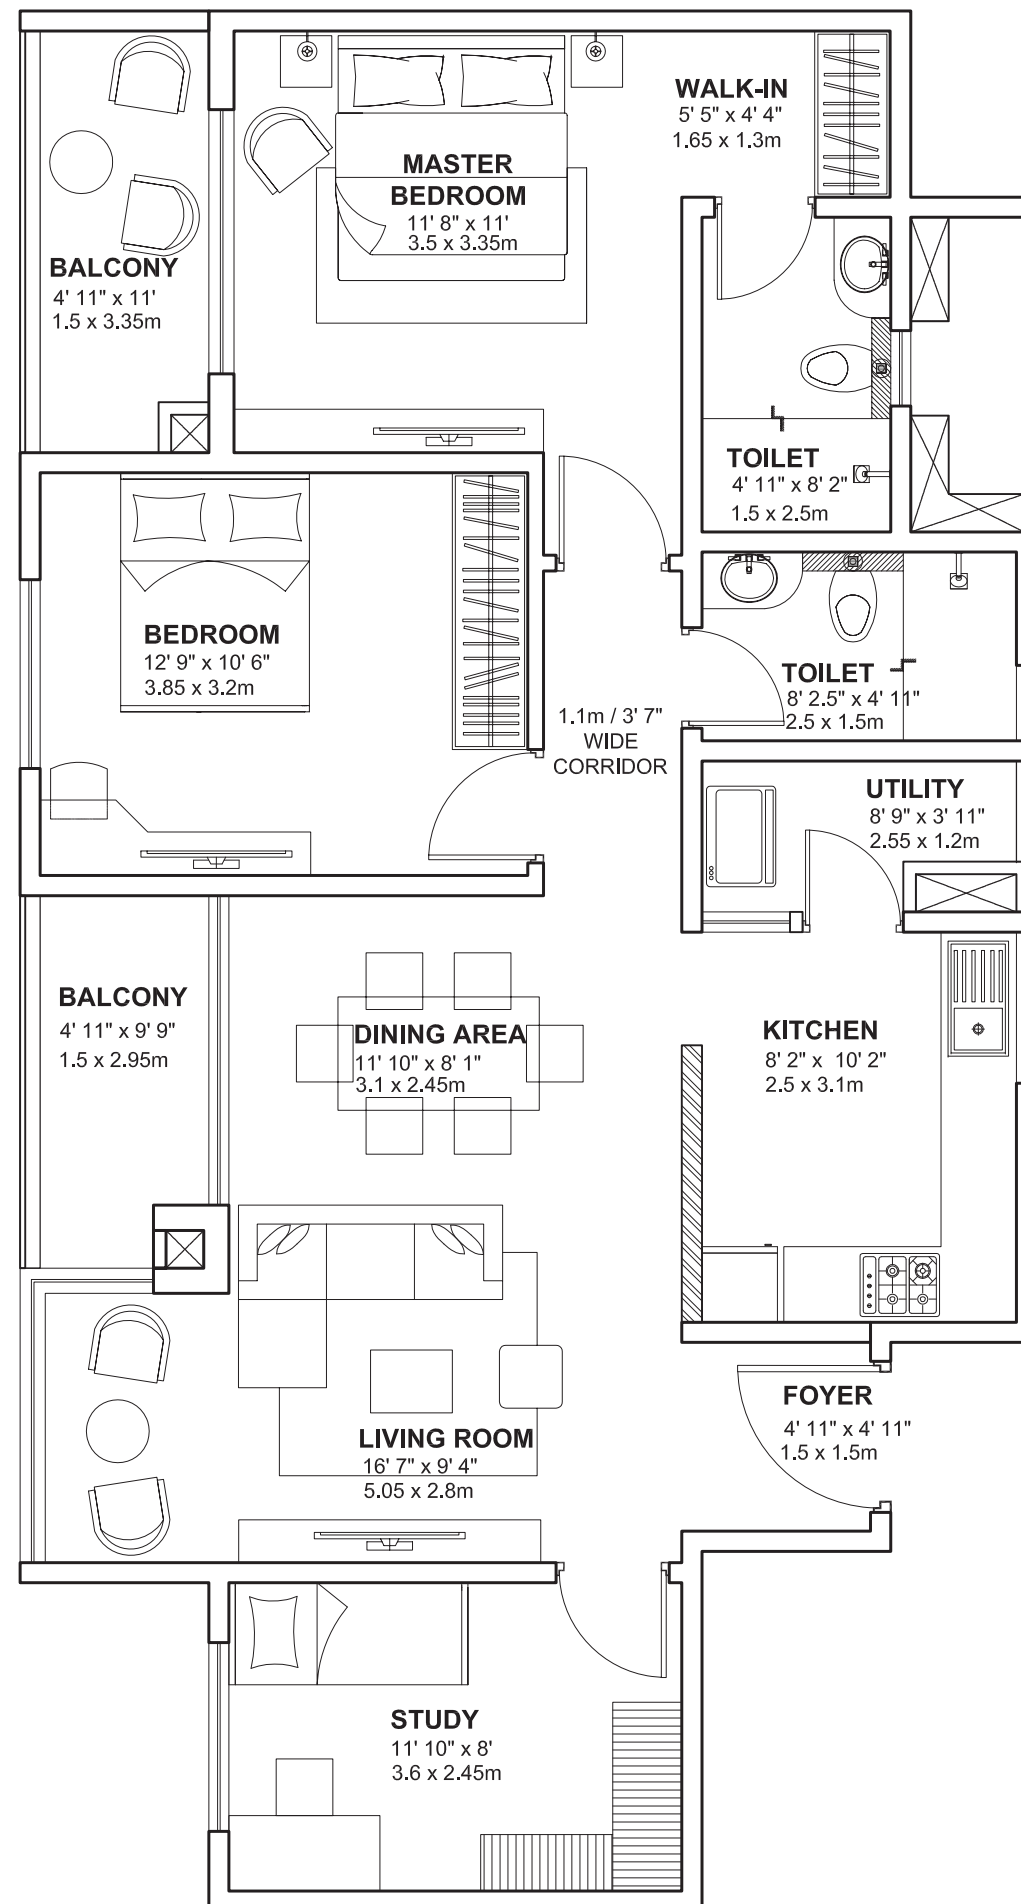 WALK-IN
5' 5" x 4' 4"
1.65 x 1.3m
MASTER
BEDROOM
11' 8" x 11'
3.5 x 3.35m
BALCONY
4' 11" x 11'
1.5 x 3.35m
TOILET
4' 11" x 8' 2"
1.5 x 2.5m
BEDROOM
12' 9" x 10' 6"
3.85 x 3.2m
TOILET
8' 2.5" x 4' 11"
2.5 x 1.5m
1.1m / 3' 7"
WIDE
CORRIDOR
UTILITY
8' 9" x 3' 11"
2.55 x 1.2m
BALCONY
4' 11" x 9' 9"
1.5 x 2.95m
DINING AREA
11' 10" x 8' 1"
3.1 x 2.45m
KITCHEN
8' 2" x 10' 2"
2.5 x 3.1m
FOYER
4' 11" x 4' 11"
1.5 x 1.5m
LIVING ROOM
16' 7" x 9' 4"
5.05 x 2.8m
STUDY
11' 10" x 8'
3.6 x 2.45m